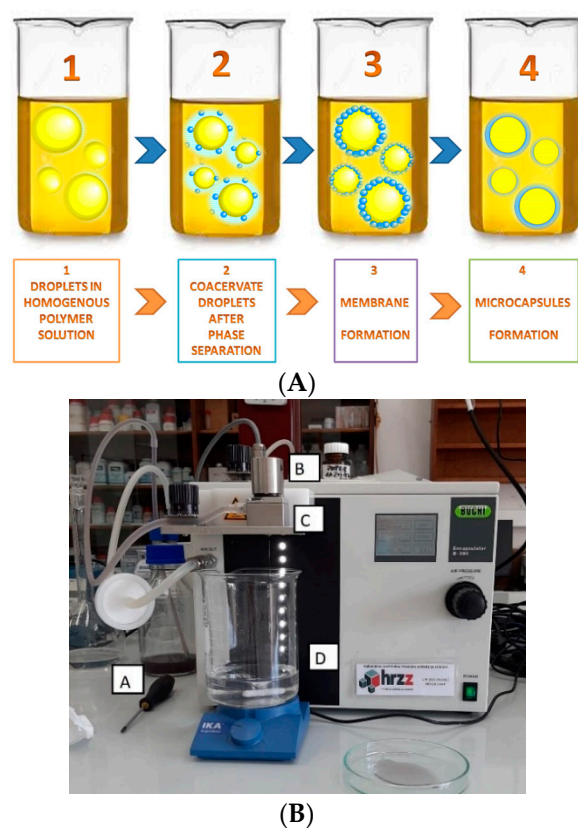 1
2
3
4
1
DROPLETS IN
HOMOGENOUS
POLYMER
SOLUTION
2
COACERVATE
DROPLETS
AFTER
PHASE
SEPARATION
3
MEMBRANE
FORMATION
4
MICROCAPSULES
FORMATION
(A)
B
C
BUCHI
Encapsulator
AIR PRESSURE
A
D
hrzz
POWER
IKA
(B)